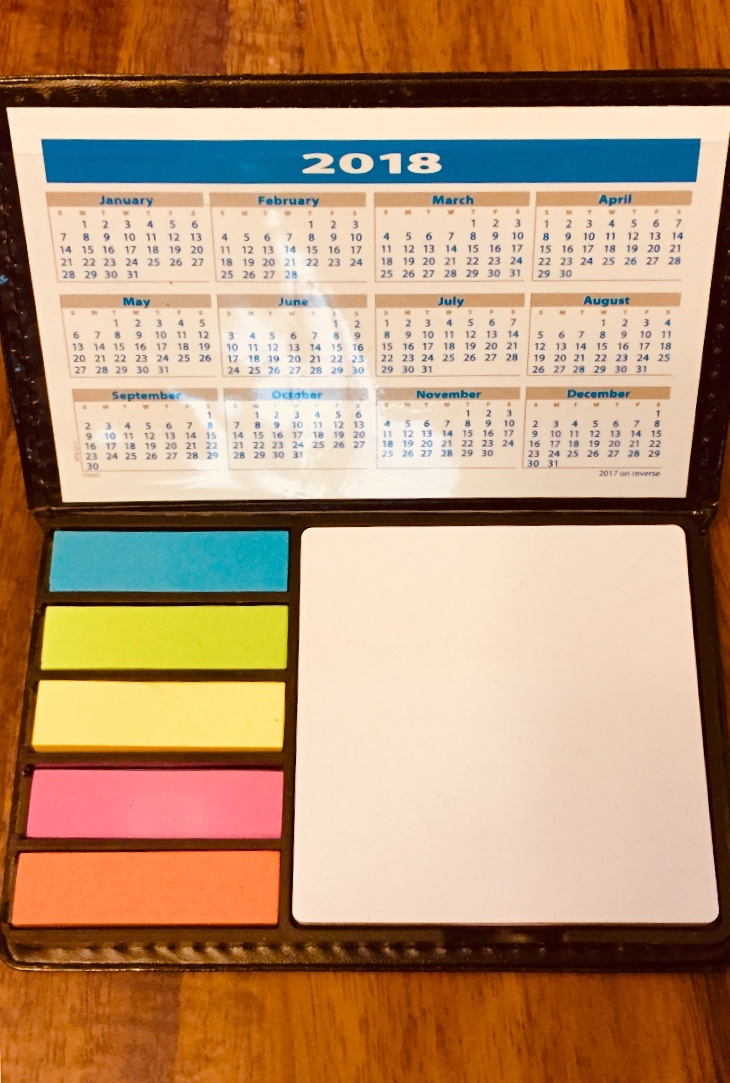 2018
January February March April
S M T W T F S S M T W T F S S M T W T F S S M T W T F S
1 2 3 4 5 6 1 2 3 1 2 3 1 2 3 4 5 6 7
7 8 9 10 11 12 13 4 5 6 7 8 9 10 4 5 6 7 8 9 10 8 9 10 11 12 13 14
14 15 16 17 18 19 20 11 12 13 14 15 16 17 11 12 13 14 15 16 17 15 16 17 18 19 20 21
21 22 23 24 25 26 27 18 19 20 21 22 23 24 18 19 20 21 22 23 24 22 23 24 25 26 27 28
28 29 30 31 25 26 27 28 25 26 27 28 29 30 31 29 30
May June July August
S M T W T F S S M T W T F S S M T W T F S S M T W T F S
1 2 3 4 5 1 2 1 2 3 4 5 6 7 1 2 3 4
6 7 8 9 10 11 12 3 4 5 6 7 8 9 8 9 10 11 12 13 14 5 6 7 8 9 10 11
13 14 15 16 17 18 19 10 11 12 13 14 15 16 15 16 17 18 19 20 21 12 13 14 15 16 17 18
20 21 22 23 24 25 26 17 18 19 20 21 22 23 22 23 24 25 26 27 28 19 20 21 22 23 24 25
27 28 29 30 31 24 25 26 27 28 29 30 29 30 31 26 27 28 29 30 31
September October November December
S M T W T F S S M T W T F S S M T W T F S S M T W T F S
1 1 2 3 4 5 6 1 2 3 1
2 3 4 5 6 7 8 7 8 9 10 11 12 13 4 5 6 7 8 9 10 2 3 4 5 6 7 8
9 10 11 12 13 14 15 14 15 16 17 18 19 20 11 12 13 14 15 16 17 9 10 11 12 13 14 15
16 17 18 19 20 21 22 21 22 23 24 25 26 27 18 19 20 21 22 23 24 16 17 18 19 20 21 22
23 24 25 26 27 28 29 28 29 30 31 25 26 27 28 29 30 23 24 25 26 27 28 29
30 30 31
2017 on reverse